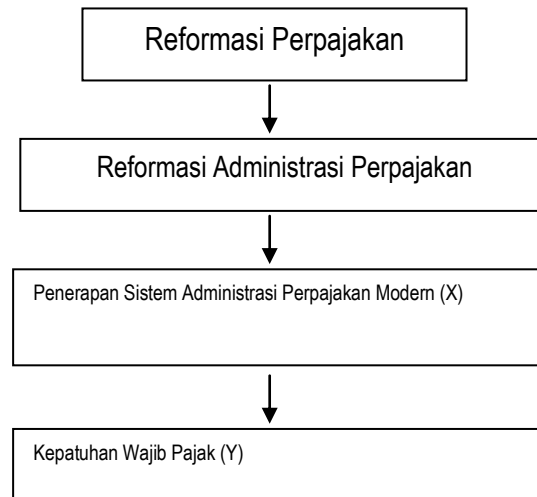 Reformasi Perpajakan
Reformasi Administrasi Perpajakan
Penerapan Sistem Administrasi Perpajakan Modern (X)
Kepatuhan Wajib Pajak (Y)